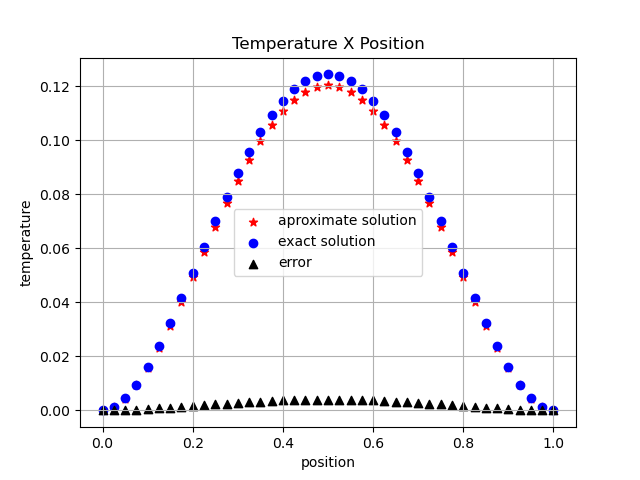 Temperature X Position
temperature
0.12
0.10
0.08
0.06
0.04
0.02
0.00
aproximate solution
exact solution
error
0.0 0.2 0.4 0.6 0.8 1.0
position